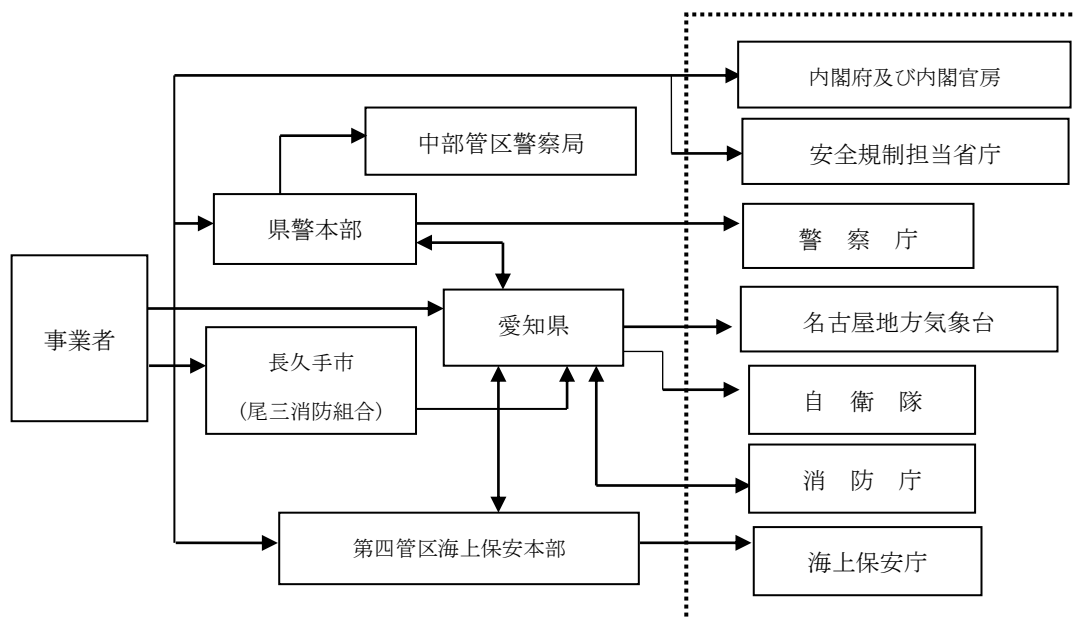 内閣府及び内閣官房
中部管区警察局
安全規制担当省庁
県警本部
警　察　庁
事業者
愛知県
名古屋地方気象台
長久手市
(尾三消防組合)
自　衛　隊
消　防　庁
第四管区海上保安本部
海上保安庁